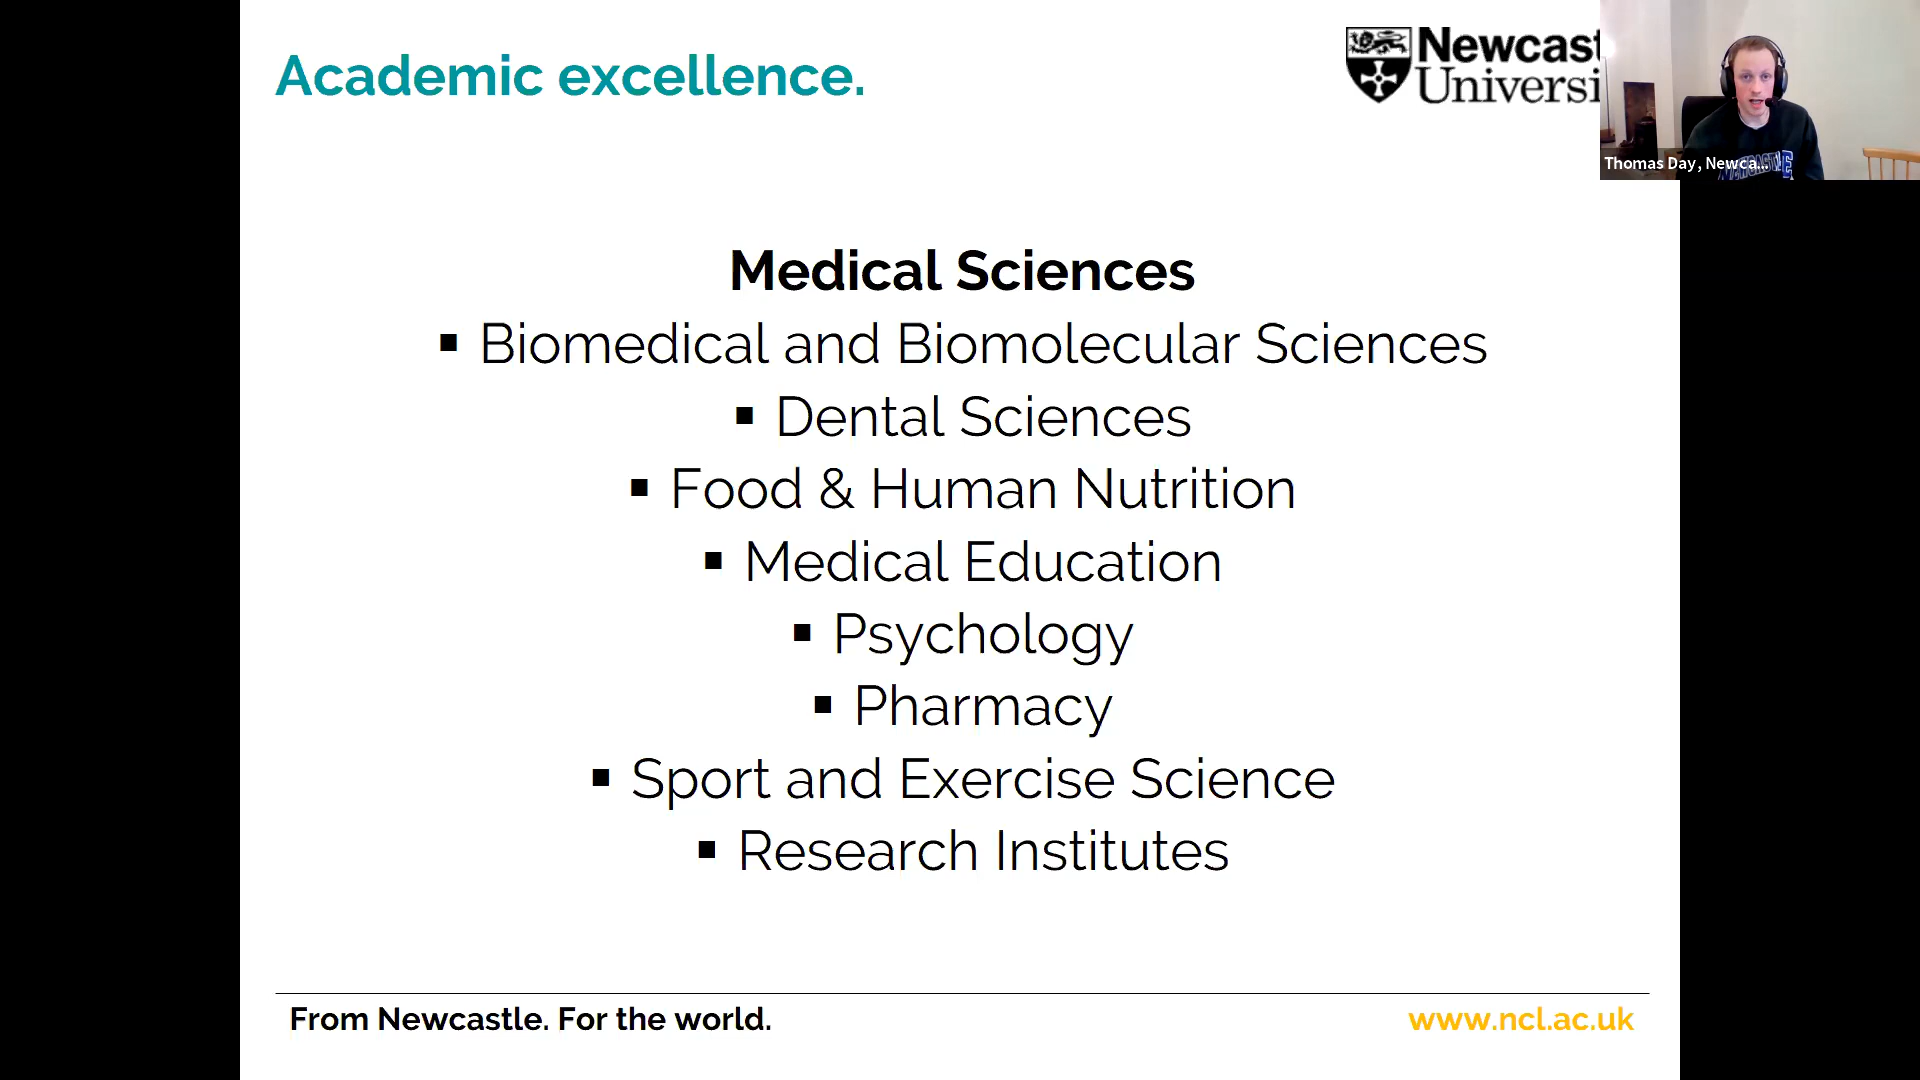 Academic excellence.
Newcast
Universi
Thomas Day, Newca...
NEWCASTLE
Medical Sciences
▪ Biomedical and Biomolecular Sciences
▪ Dental Sciences
▪ Food & Human Nutrition
▪ Medical Education
▪ Psychology
▪ Pharmacy
▪ Sport and Exercise Science
▪ Research Institutes
From Newcastle. For the world.
www.ncl.ac.uk